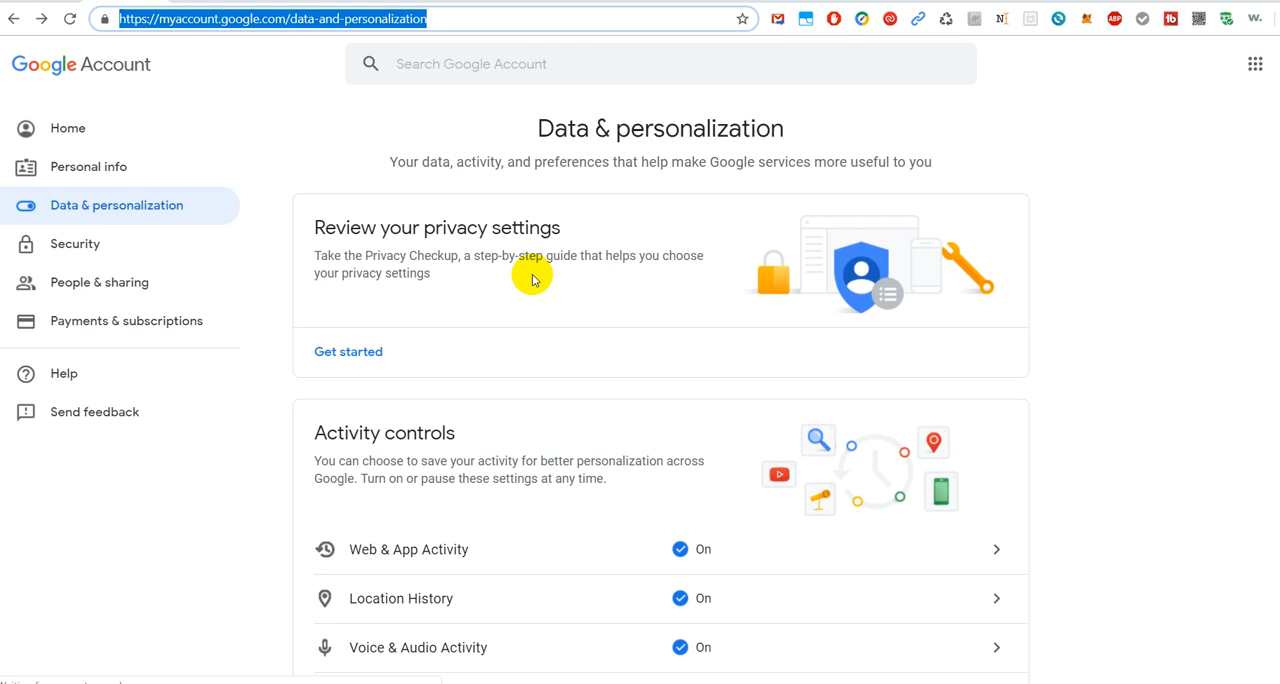 https://myaccount.google.com/data-and-personalization
Google Account
Search Google Account
Home
Personal info
Data & personalization
Security
People & sharing
Payments & subscriptions
Help
Send feedback
Data & personalization
Your data, activity, and preferences that help make Google services more useful to you
Review your privacy settings
Take the Privacy Checkup, a step-by-step guide that helps you choose
your privacy settings
Get started
Activity controls
You can choose to save your activity for better personalization across
Google. Turn on or pause these settings at any time.
Web & App Activity On
Location History On
Voice & Audio Activity On